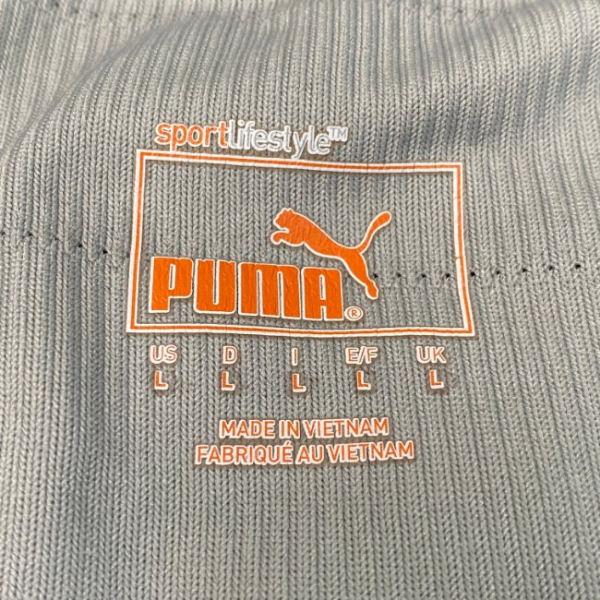 sportlifestyle™
PUMA®
US D I E/F UK
L L L L L
MADE IN VIETNAM
FABRIQUÉ AU VIETNAM